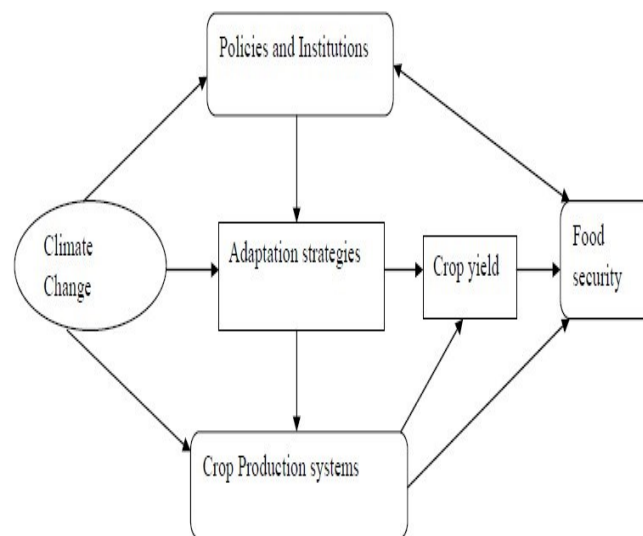 Policies and Institutions
Climate
Change
Adaptation strategies
Crop yield
Food
security
Crop Production systems